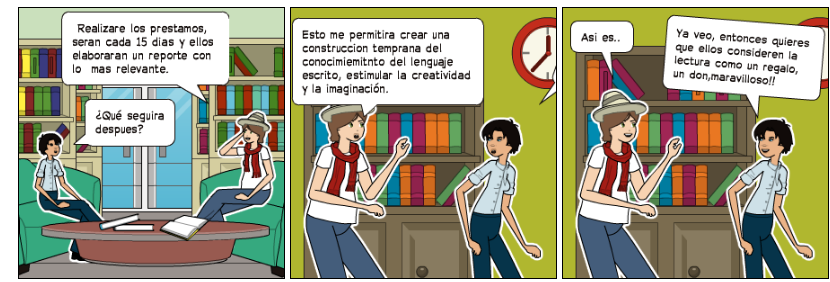 Realizare los prestamos,
seran cada 15 dias y ellos
elaboraran un reporte con
lo mas relevante.
¿Qué seguira
despues?
Esto me permitira crear una
construccion temprana del
conocimiemitnto del lenguaje
escrito, estimular la creatividad
y la imaginación.
Asi es..
Ya veo, entonces quieres
que ellos consideren la
lectura como un regalo,
un don,maravilloso!!